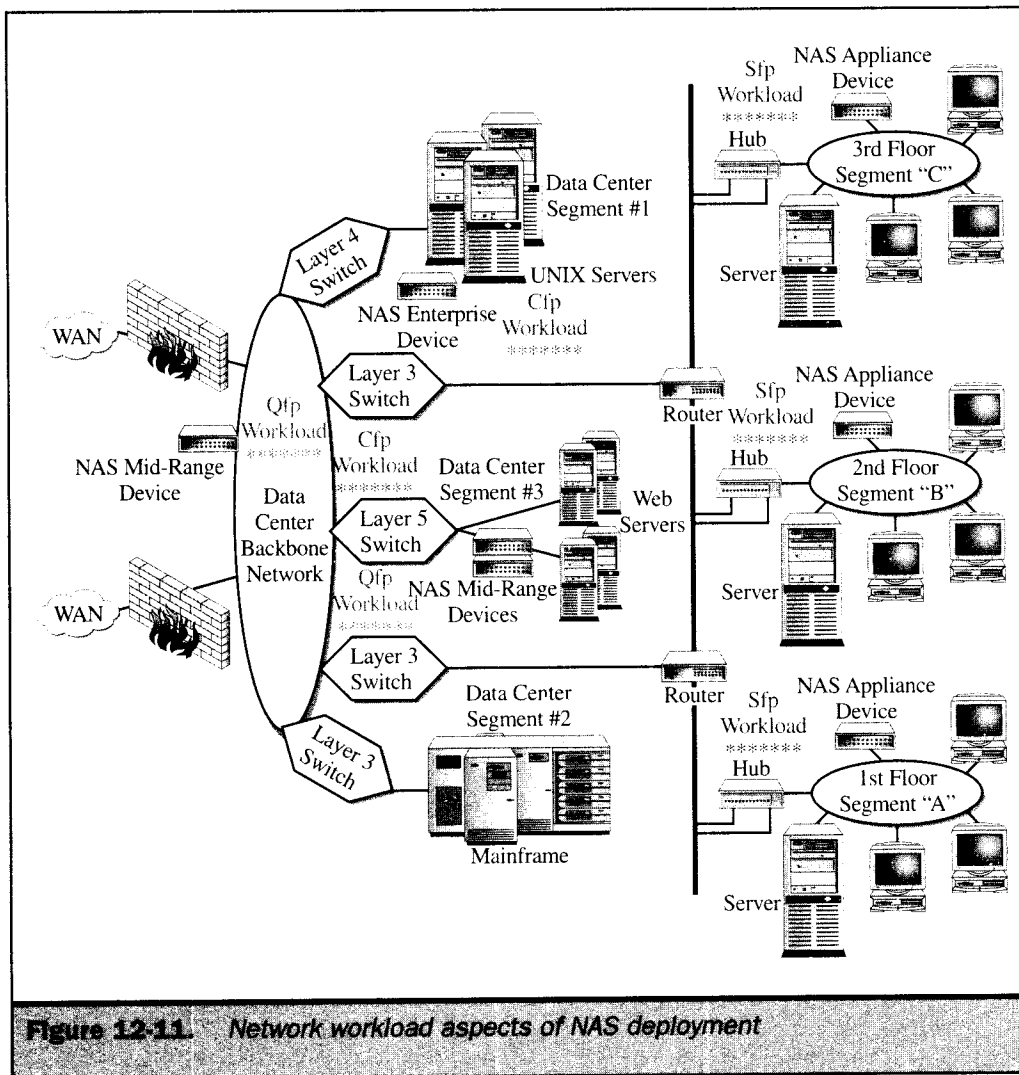 Sfp
Workload
*******
NAS Appliance
Device
Hub
3rd Floor
Segment "C"
Server
Data Center
Segment #1
Layer 4
Switch
UNIX Servers
NAS Enterprise
Device
Cfp
Workload
*******
WAN
Layer 3
Switch
Router
Sfp
Workload
*******
NAS Appliance
Device
Hub
2nd Floor
Segment "B"
Server
Qfp
Workload
*******
NAS Mid-Range
Device
Cfp
Workload
*******
Data Center
Segment #3
Web
Servers
Data
Center
Backbone
Network
Layer 5
Switch
NAS Mid-Range
Devices
Qfp
Workload
*******
WAN
Layer 3
Switch
Router
Sfp
Workload
*******
NAS Appliance
Device
Hub
1st Floor
Segment "A"
Server
Data Center
Segment #2
Layer 3
Switch
Mainframe
Figure 12-11. Network workload aspects of NAS deployment